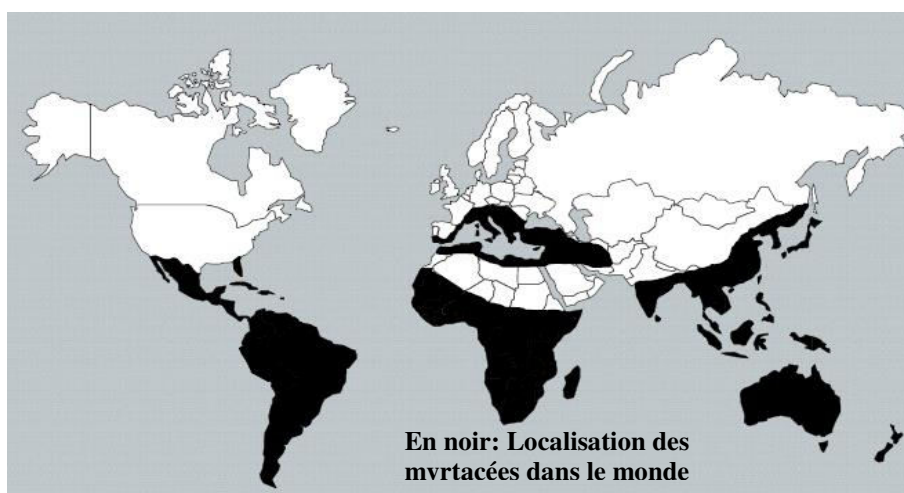 En noir: Localisation des
mvrtacées dans le monde